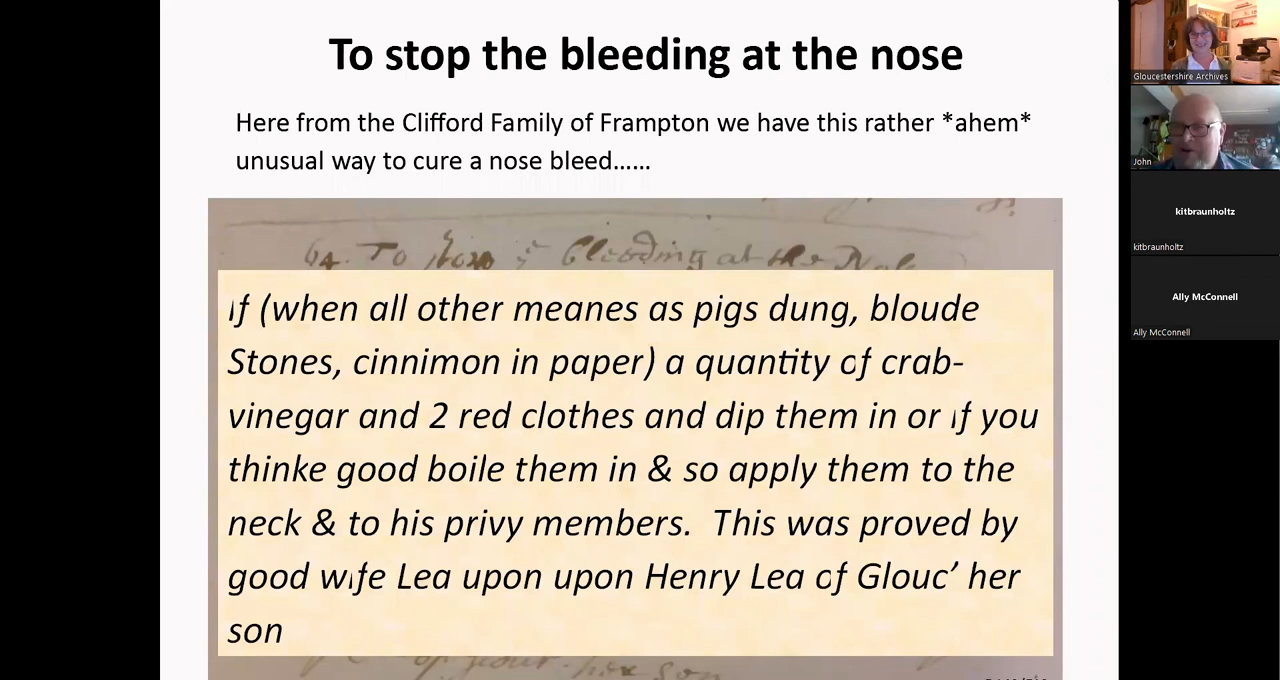 To stop the bleeding at the nose
Here from the Clifford Family of Frampton we have this rather *ahem*
unusual way to cure a nose bleed……
64. To stop ye Bleeding at the Nose
If (when all other meanes as pigs dung, bloude
Stones, cinnimon in paper) a quantity of crab-
vinegar and 2 red clothes and dip them in or if you
thinke good boile them in & so apply them to the
neck & to his privy members.  This was proved by
good wife Lea upon upon Henry Lea of Glouc’ her
son
of Glouc: her son
Gloucestershire Archives
John
kitbraunholtz
kitbraunholtz
Ally McConnell
Ally McConnell